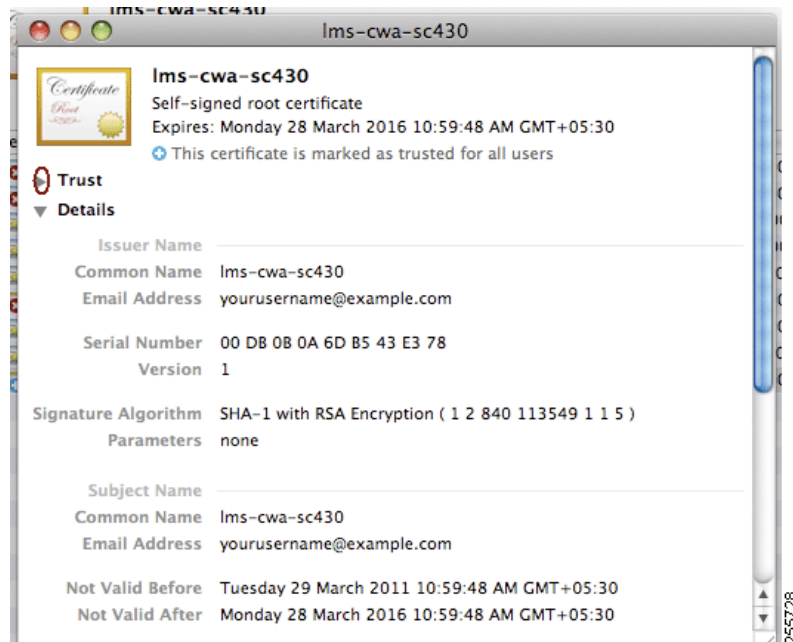 lms-cwa-sc430
Certificate
Root
lms-cwa-sc430
Self-signed root certificate
Expires: Monday 28 March 2016 10:59:48 AM GMT+05:30
This certificate is marked as trusted for all users
Trust
Details
Issuer Name
Common Name lms-cwa-sc430
Email Address yourusername@example.com
Serial Number 00 DB 0B 0A 6D B5 43 E3 78
Version 1
Signature Algorithm SHA-1 with RSA Encryption ( 1 2 840 113549 1 1 5 )
Parameters none
Subject Name
Common Name lms-cwa-sc430
Email Address yourusername@example.com
Not Valid Before Tuesday 29 March 2011 10:59:48 AM GMT+05:30
Not Valid After Monday 28 March 2016 10:59:48 AM GMT+05:30
255728